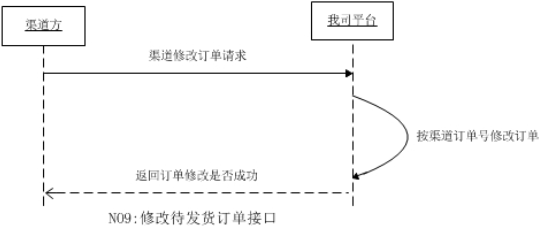 渠道方
我司平台
渠道修改订单请求
按渠道订单号修改订单
返回订单修改是否成功
N09:修改待发货订单接口